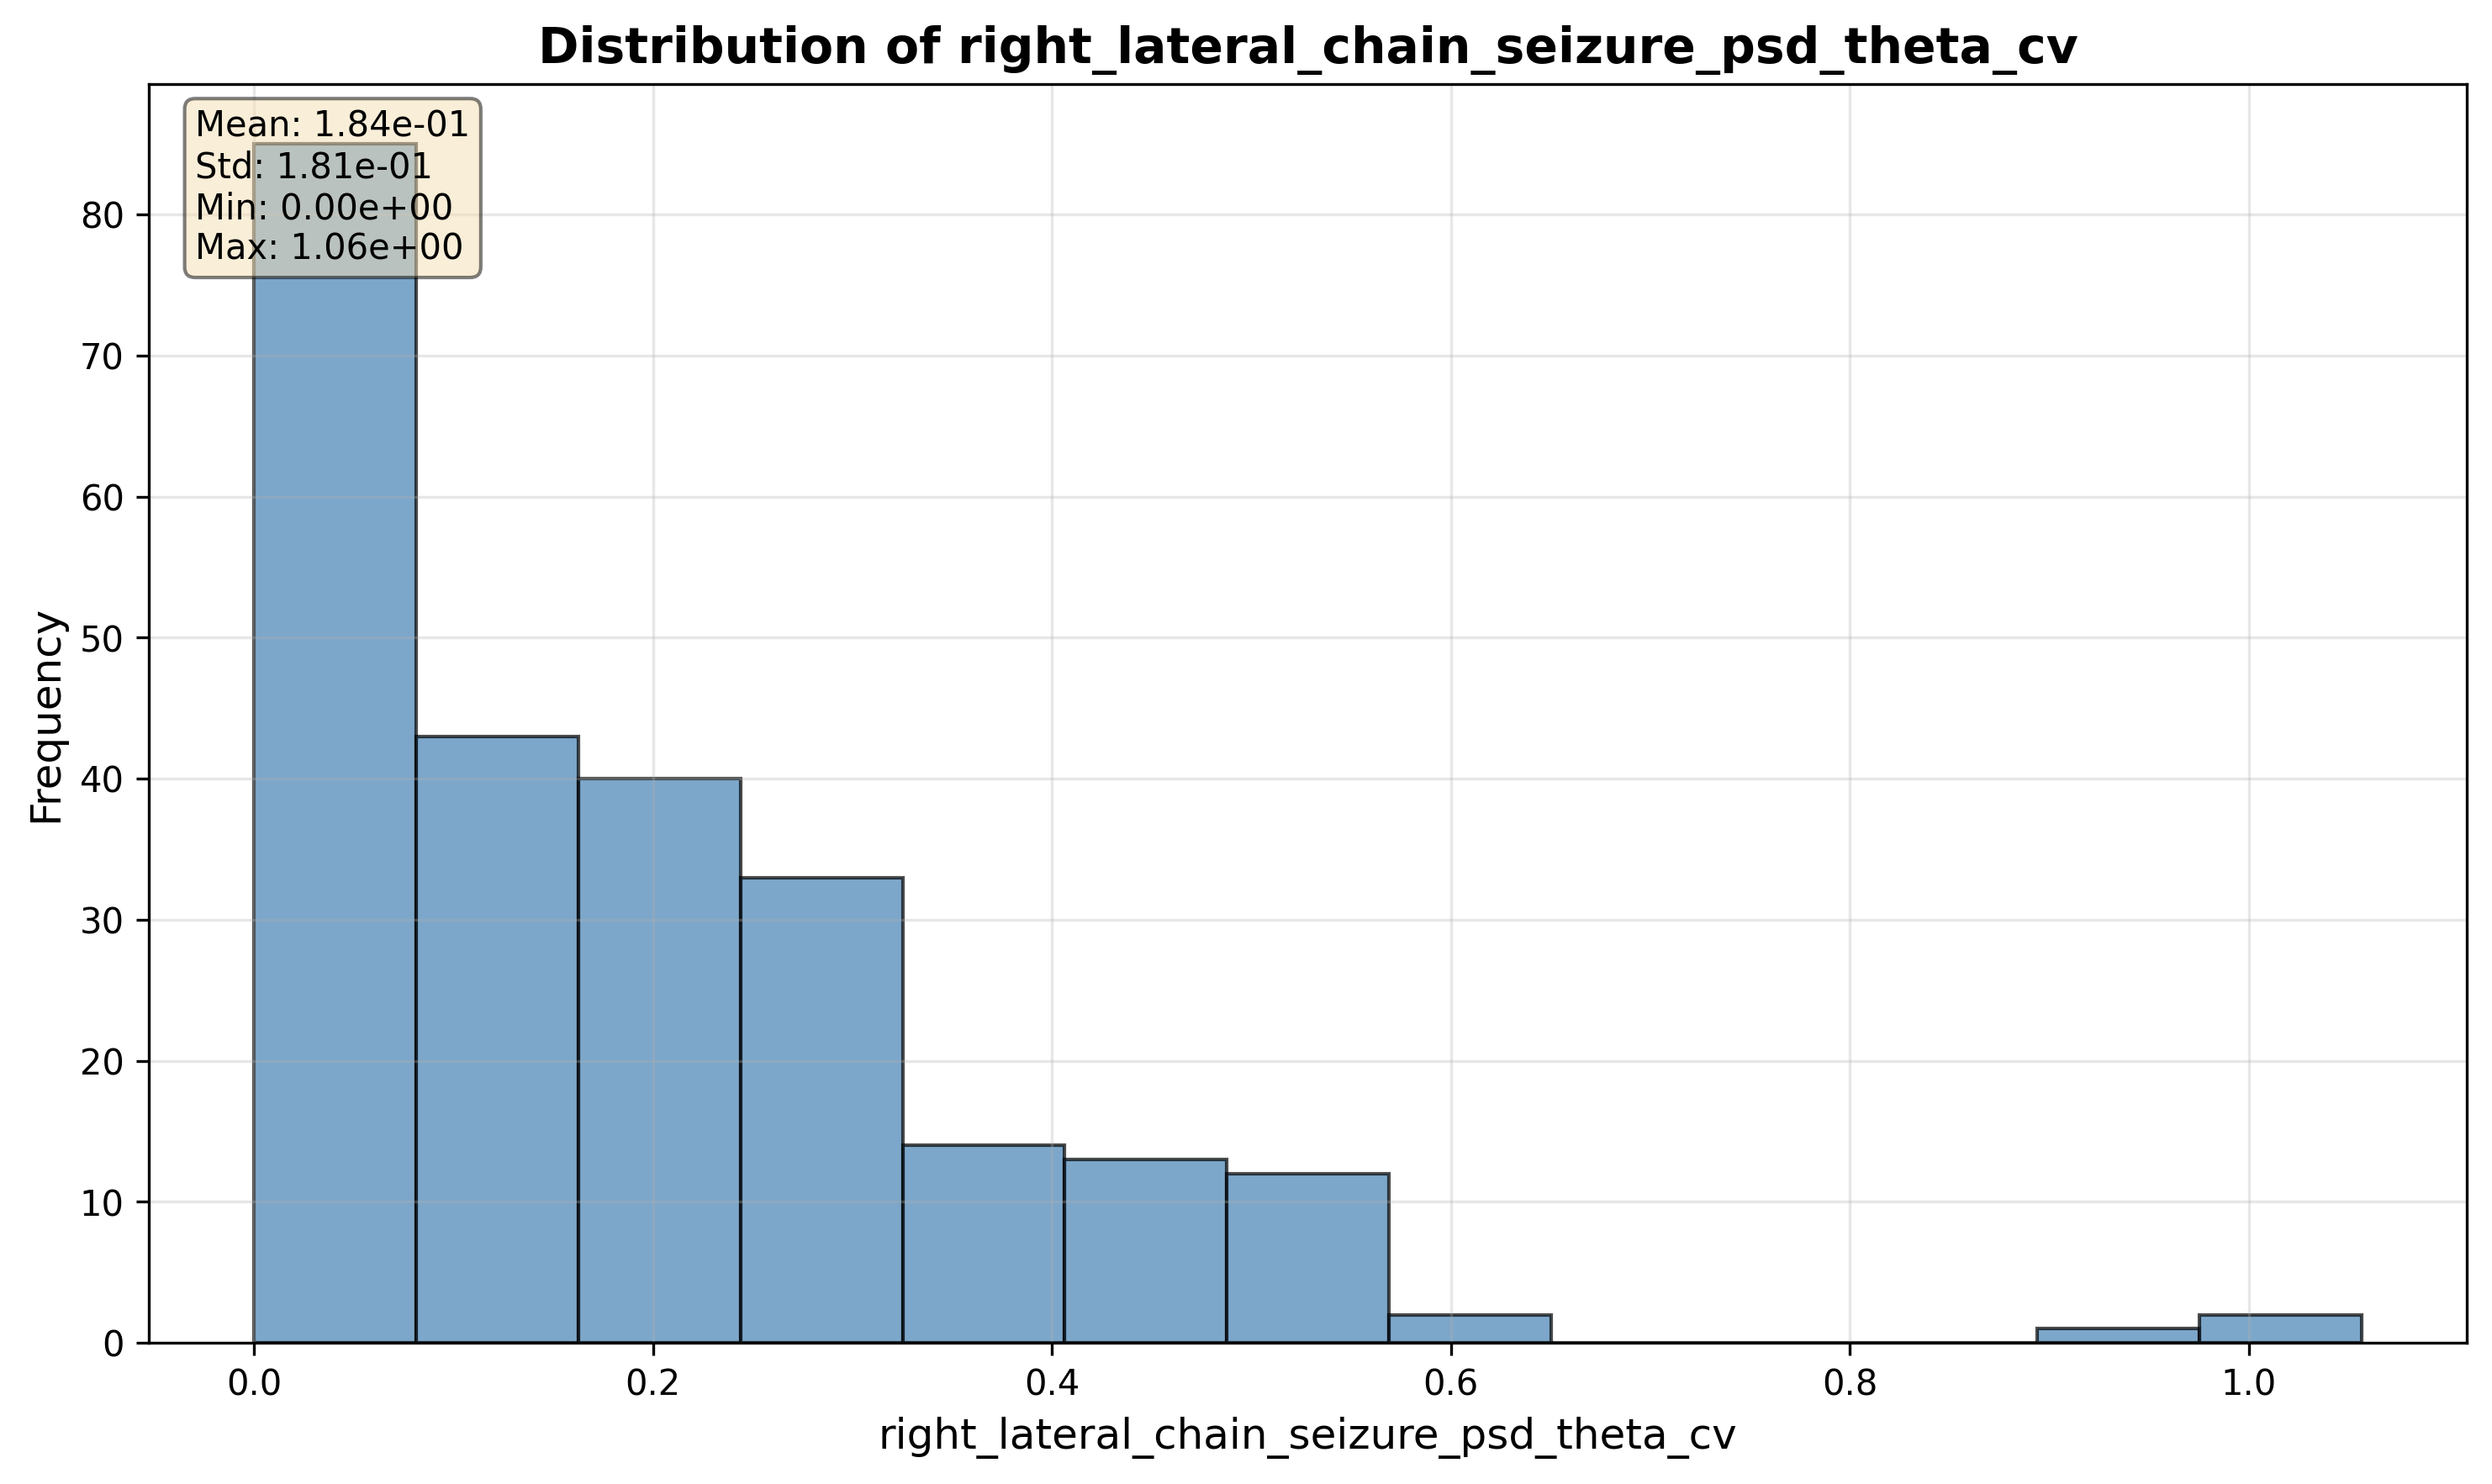 Distribution of right_lateral_chain_seizure_psd_theta_cv
Mean: 1.84e-01
Std: 1.81e-01
Min: 0.00e+00
Max: 1.06e+00
Frequency
80
70
60
50
40
30
20
10
0
0.0 0.2 0.4 0.6 0.8 1.0
right_lateral_chain_seizure_psd_theta_cv